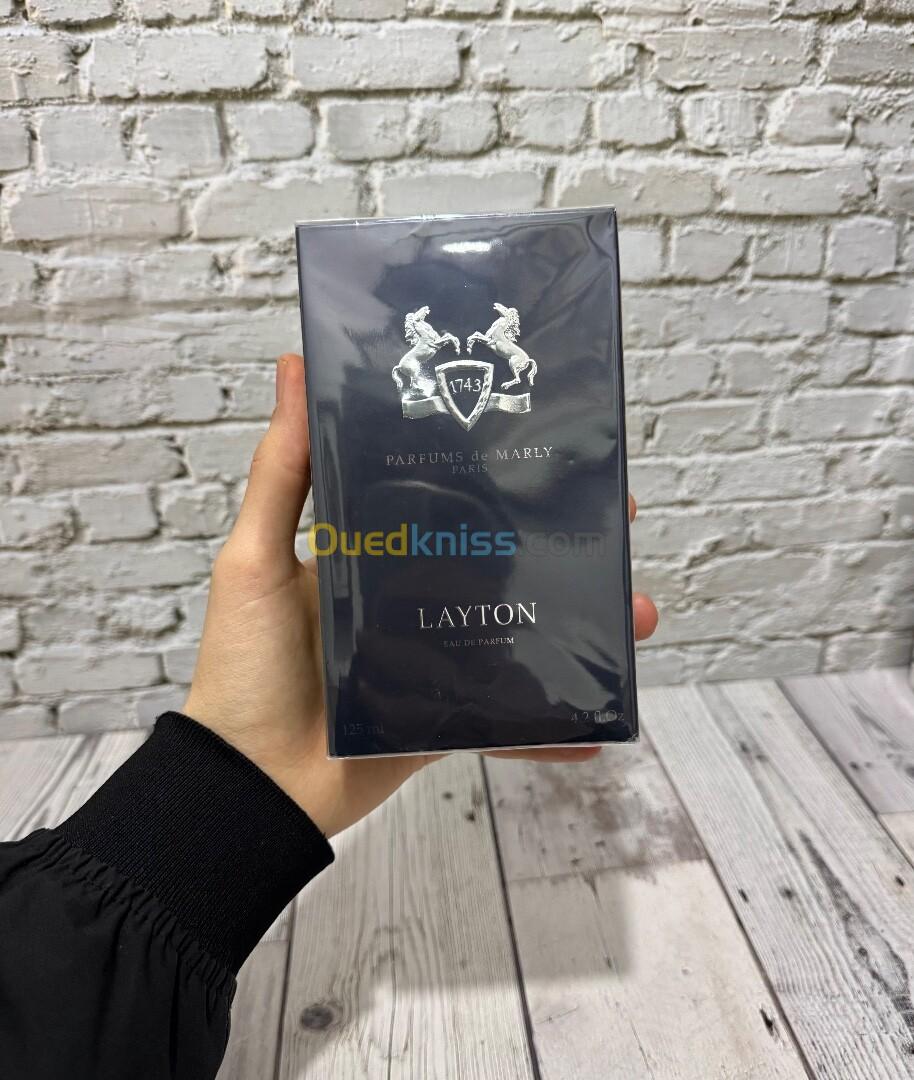 1743
PARFUMS de MARLY
PARIS
Ouedkniss.com
LAYTON
EAU DE PARFUM
125 ml
4.2 fl.Oz